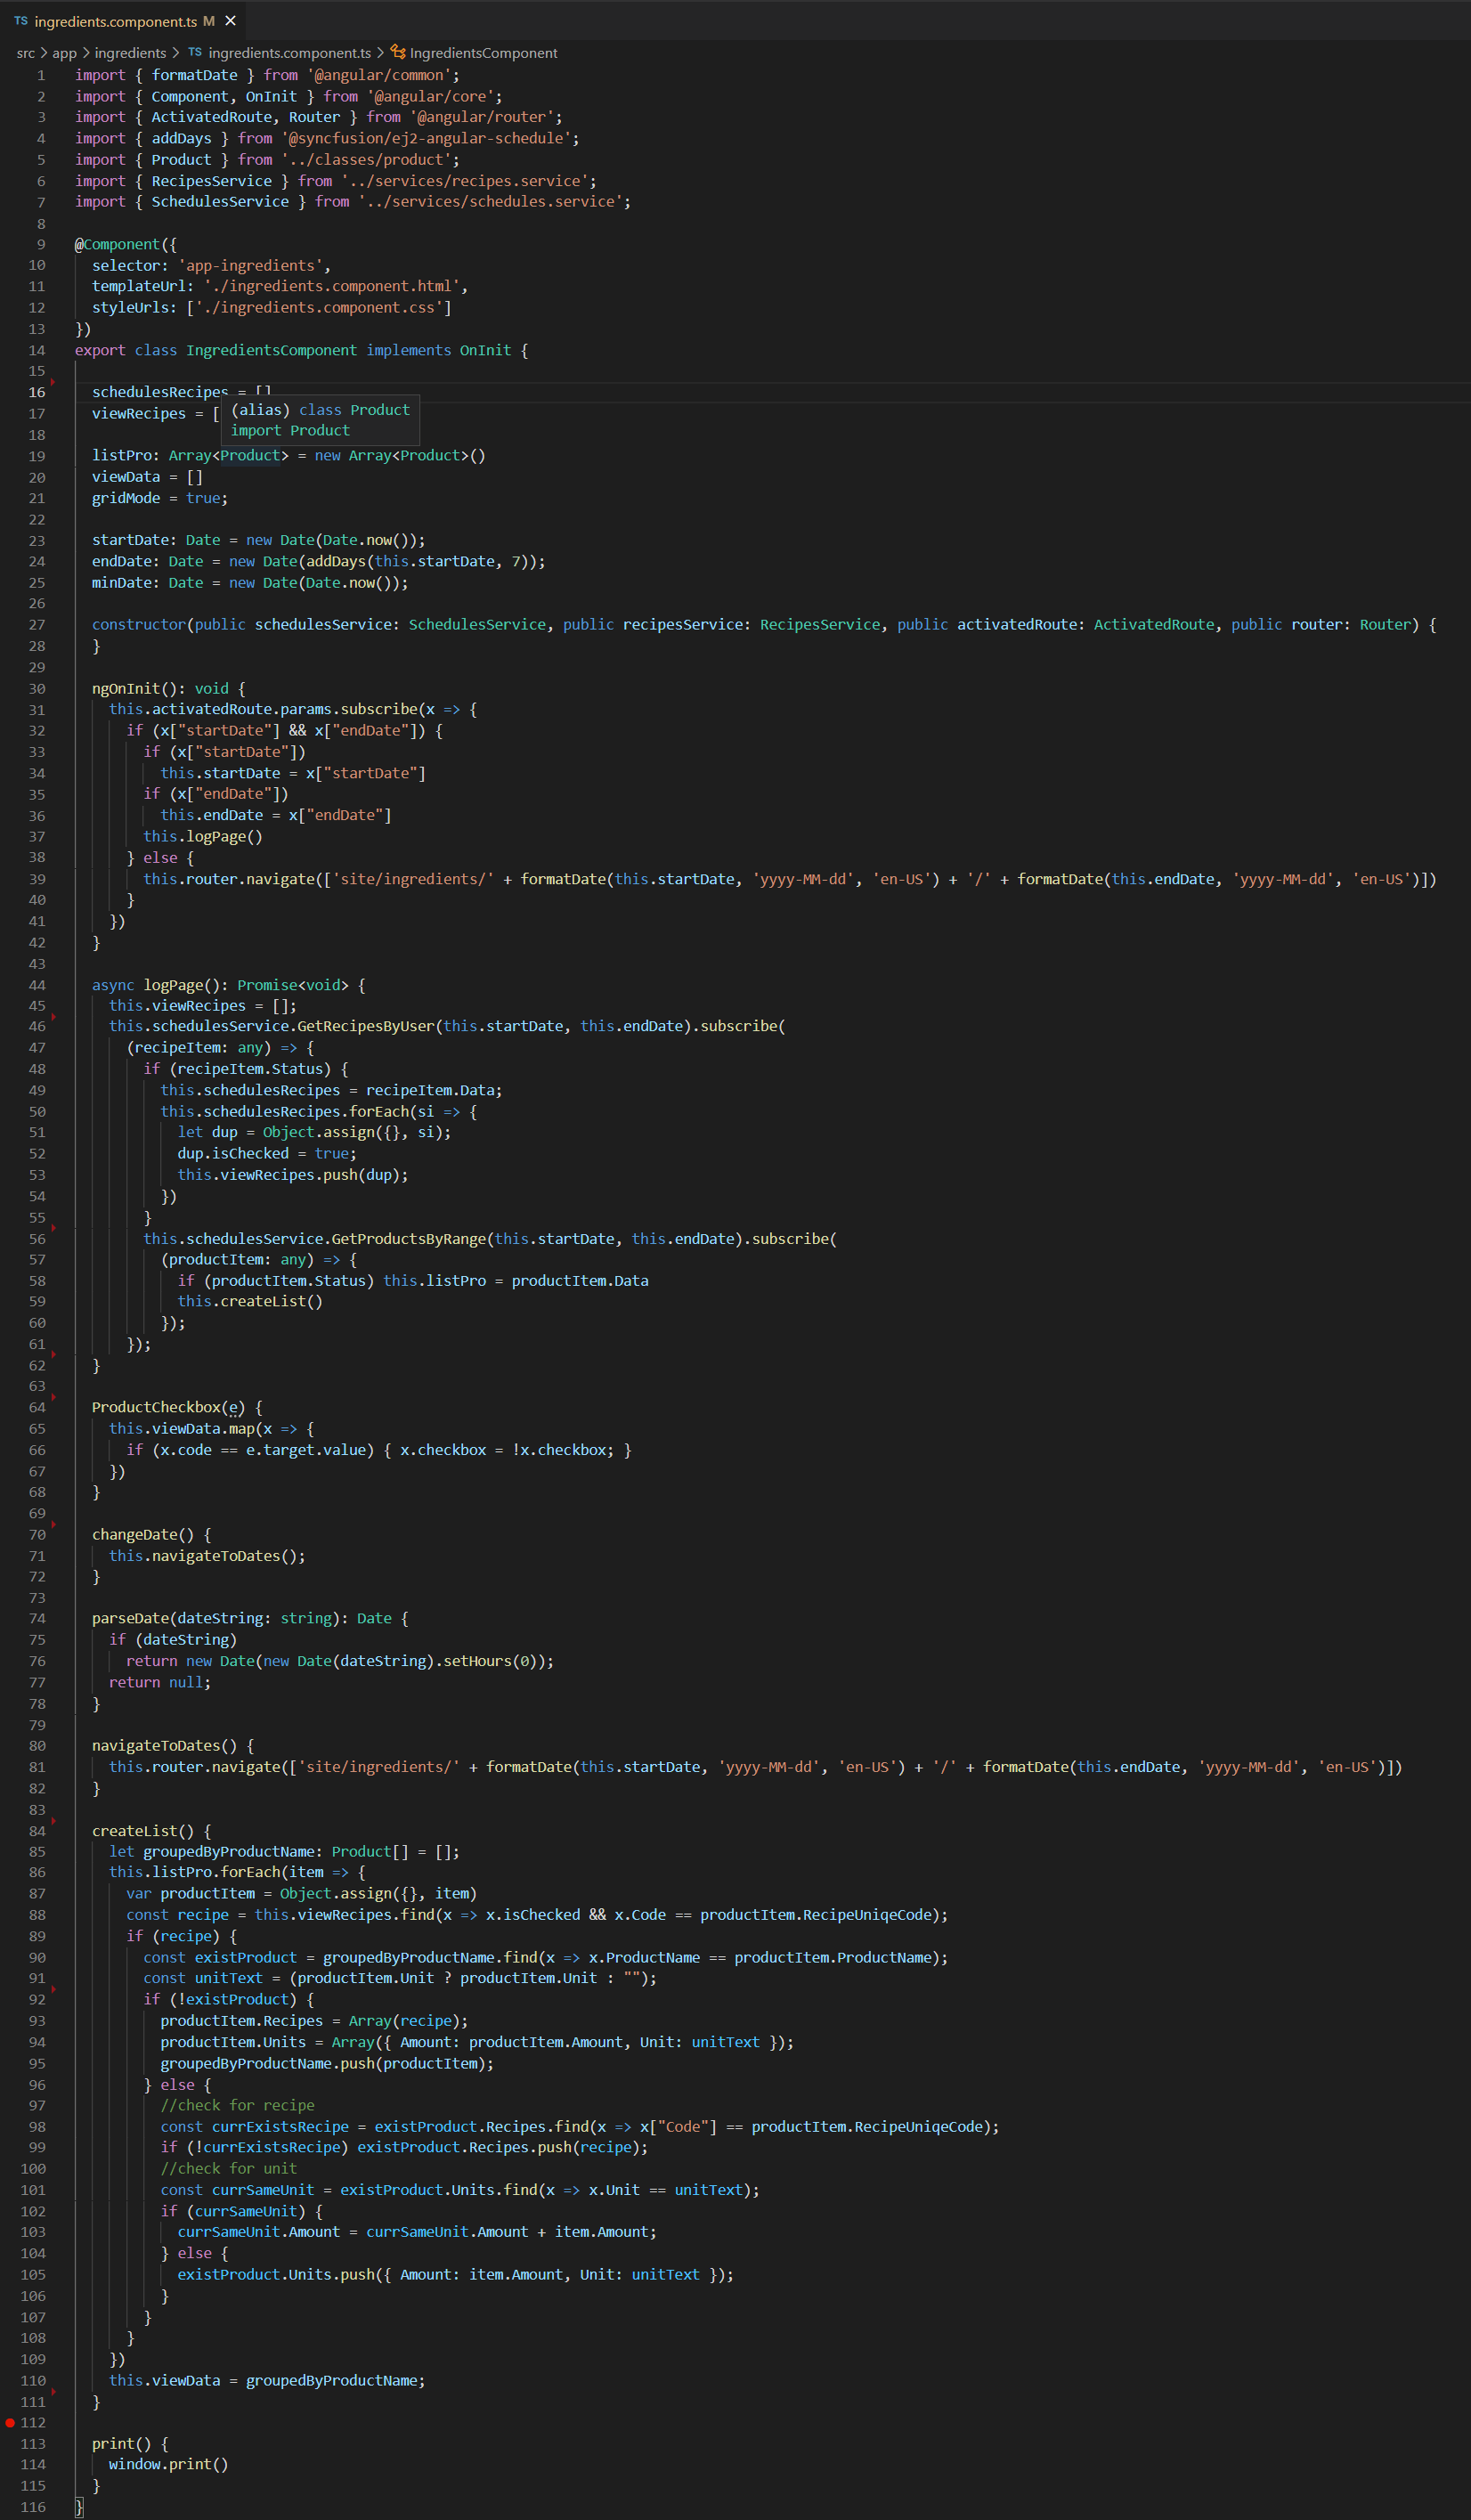 TS ingredients.component.ts M ×
src > app > ingredients > TS ingredients.component.ts > IngredientsComponent
1 import { formatDate } from '@angular/common';
2 import { Component, OnInit } from '@angular/core';
3 import { ActivatedRoute, Router } from '@angular/router';
4 import { addDays } from '@syncfusion/ej2-angular-schedule';
5 import { Product } from '../classes/product';
6 import { RecipesService } from '../services/recipes.service';
7 import { SchedulesService } from '../services/schedules.service';
8
9 @Component({
10   selector: 'app-ingredients',
11   templateUrl: './ingredients.component.html',
12   styleUrls: ['./ingredients.component.css']
13 })
14 export class IngredientsComponent implements OnInit {
15
16   schedulesRecipes = []
17   viewRecipes = [
(alias) class Product
import Product
18
19   listPro: Array<Product> = new Array<Product>()
20   viewData = []
21   gridMode = true;
22
23   startDate: Date = new Date(Date.now());
24   endDate: Date = new Date(addDays(this.startDate, 7));
25   minDate: Date = new Date(Date.now());
26
27   constructor(public schedulesService: SchedulesService, public recipesService: RecipesService, public activatedRoute: ActivatedRoute, public router: Router) {
28   }
29
30   ngOnInit(): void {
31     this.activatedRoute.params.subscribe(x => {
32       if (x["startDate"] && x["endDate"]) {
33         if (x["startDate"])
34           this.startDate = x["startDate"]
35         if (x["endDate"])
36           this.endDate = x["endDate"]
37         this.logPage()
38       } else {
39         this.router.navigate(['site/ingredients/' + formatDate(this.startDate, 'yyyy-MM-dd', 'en-US') + '/' + formatDate(this.endDate, 'yyyy-MM-dd', 'en-US')])
40       }
41     })
42   }
43
44   async logPage(): Promise<void> {
45     this.viewRecipes = [];
46     this.schedulesService.GetRecipesByUser(this.startDate, this.endDate).subscribe(
47       (recipeItem: any) => {
48         if (recipeItem.Status) {
49           this.schedulesRecipes = recipeItem.Data;
50           this.schedulesRecipes.forEach(si => {
51             let dup = Object.assign({}, si);
52             dup.isChecked = true;
53             this.viewRecipes.push(dup);
54           })
55         }
56         this.schedulesService.GetProductsByRange(this.startDate, this.endDate).subscribe(
57           (productItem: any) => {
58             if (productItem.Status) this.listPro = productItem.Data
59             this.createList()
60           });
61       });
62   }
63
64   ProductCheckbox(e) {
65     this.viewData.map(x => {
66       if (x.code == e.target.value) { x.checkbox = !x.checkbox; }
67     })
68   }
69
70   changeDate() {
71     this.navigateToDates();
72   }
73
74   parseDate(dateString: string): Date {
75     if (dateString)
76       return new Date(new Date(dateString).setHours(0));
77     return null;
78   }
79
80   navigateToDates() {
81     this.router.navigate(['site/ingredients/' + formatDate(this.startDate, 'yyyy-MM-dd', 'en-US') + '/' + formatDate(this.endDate, 'yyyy-MM-dd', 'en-US')])
82   }
83
84   createList() {
85     let groupedByProductName: Product[] = [];
86     this.listPro.forEach(item => {
87       var productItem = Object.assign({}, item)
88       const recipe = this.viewRecipes.find(x => x.isChecked && x.Code == productItem.RecipeUniqeCode);
89       if (recipe) {
90         const existProduct = groupedByProductName.find(x => x.ProductName == productItem.ProductName);
91         const unitText = (productItem.Unit ? productItem.Unit : "");
92         if (!existProduct) {
93           productItem.Recipes = Array(recipe);
94           productItem.Units = Array({ Amount: productItem.Amount, Unit: unitText });
95           groupedByProductName.push(productItem);
96         } else {
97           //check for recipe
98           const currExistsRecipe = existProduct.Recipes.find(x => x["Code"] == productItem.RecipeUniqeCode);
99           if (!currExistsRecipe) existProduct.Recipes.push(recipe);
100           //check for unit
101           const currSameUnit = existProduct.Units.find(x => x.Unit == unitText);
102           if (currSameUnit) {
103             currSameUnit.Amount = currSameUnit.Amount + item.Amount;
104           } else {
105             existProduct.Units.push({ Amount: item.Amount, Unit: unitText });
106           }
107         }
108       }
109     })
110     this.viewData = groupedByProductName;
111   }
112
113   print() {
114     window.print()
115   }
116 }